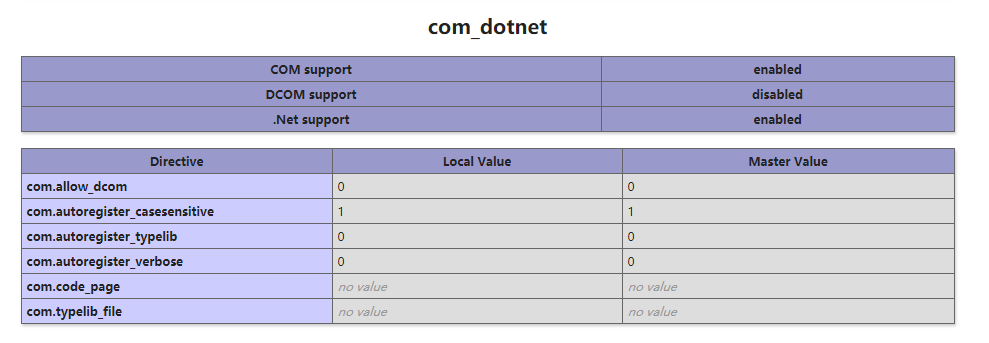 com_dotnet
COM support enabled
DCOM support disabled
.Net support enabled
Directive Local Value Master Value
com.allow_dcom 0 0
com.autoregister_casesensitive 1 1
com.autoregister_typelib 0 0
com.autoregister_verbose 0 0
com.code_page no value no value
com.typelib_file no value no value